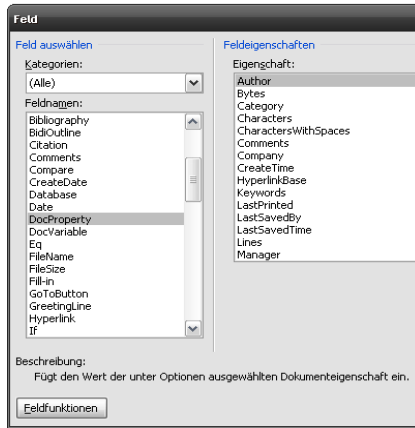 Feld
Feld auswählen
Kategorien:
(Alle)
Feldnamen:
Bibliography
BidiOutline
Citation
Comments
Compare
CreateDate
Database
Date
DocProperty
DocVariable
Eq
FileName
FileSize
Fill-in
GoToButton
GreetingLine
Hyperlink
If
Feldeigenschaften
Eigenschaft:
Author
Bytes
Category
Characters
CharactersWithSpaces
Comments
Company
CreateTime
HyperlinkBase
Keywords
LastPrinted
LastSavedBy
LastSavedTime
Lines
Manager
Beschreibung:
Fügt den Wert der unter Optionen ausgewählten Dokumenteigenschaft ein.
Feldfunktionen